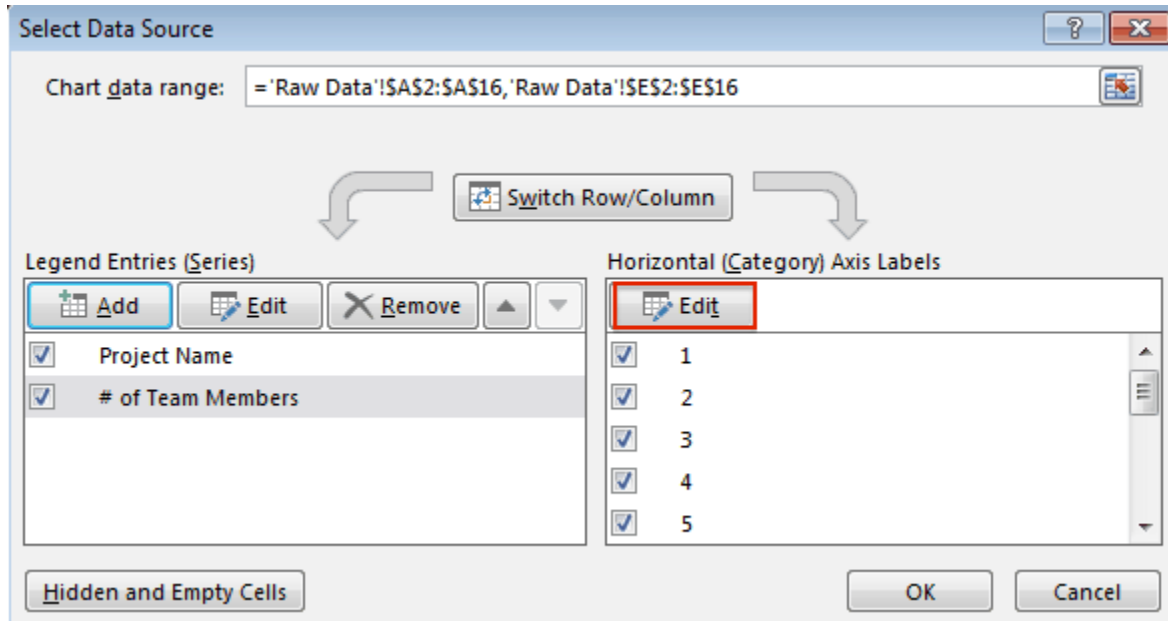 Select Data Source
Chart data range: ='Raw Data'!$A$2:$A$16,'Raw Data'!$E$2:$E$16
Switch Row/Column
Legend Entries (Series)
Add Edit Remove
Project Name
# of Team Members
Horizontal (Category) Axis Labels
Edit
1
2
3
4
5
Hidden and Empty Cells OK Cancel